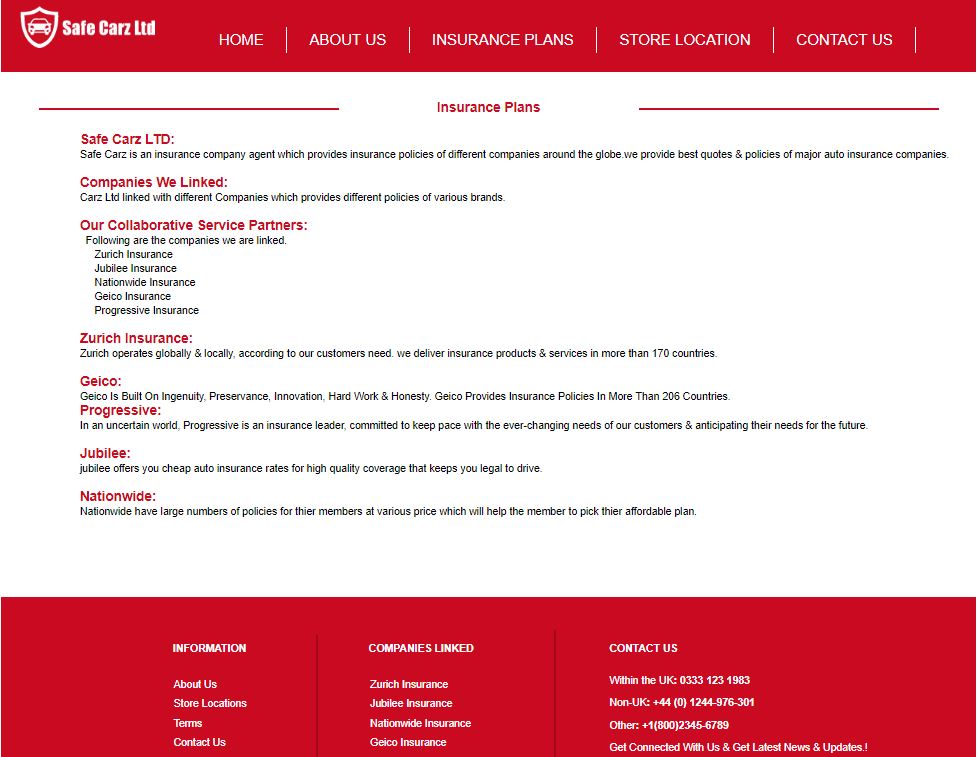 Safe Carz Ltd
HOME ABOUT US INSURANCE PLANS STORE LOCATION CONTACT US
Insurance Plans
Safe Carz LTD:
Safe Carz is an insurance company agent which provides insurance policies of different companies around the globe.we provide best quotes & policies of major auto insurance companies.
Companies We Linked:
Carz Ltd linked with different Companies which provides different policies of various brands.
Our Collaborative Service Partners:
Following are the companies we are linked.
Zurich Insurance
Jubilee Insurance
Nationwide Insurance
Geico Insurance
Progressive Insurance
Zurich Insurance:
Zurich operates globally & locally, according to our customers need. we deliver insurance products & services in more than 170 countries.
Geico:
Geico Is Built On Ingenuity, Preservance, Innovation, Hard Work & Honesty. Geico Provides Insurance Policies In More Than 206 Countries.
Progressive:
In an uncertain world, Progressive is an insurance leader, committed to keep pace with the ever-changing needs of our customers & anticipating their needs for the future.
Jubilee:
jubilee offers you cheap auto insurance rates for high quality coverage that keeps you legal to drive.
Nationwide:
Nationwide have large numbers of policies for thier members at various price which will help the member to pick thier affordable plan.
INFORMATION
About Us
Store Locations
Terms
Contact Us
COMPANIES LINKED
Zurich Insurance
Jubilee Insurance
Nationwide Insurance
Geico Insurance
CONTACT US
Within the UK: 0333 123 1983
Non-UK: +44 (0) 1244-976-301
Other: +1(800)2345-6789
Get Connected With Us & Get Latest News & Updates.!